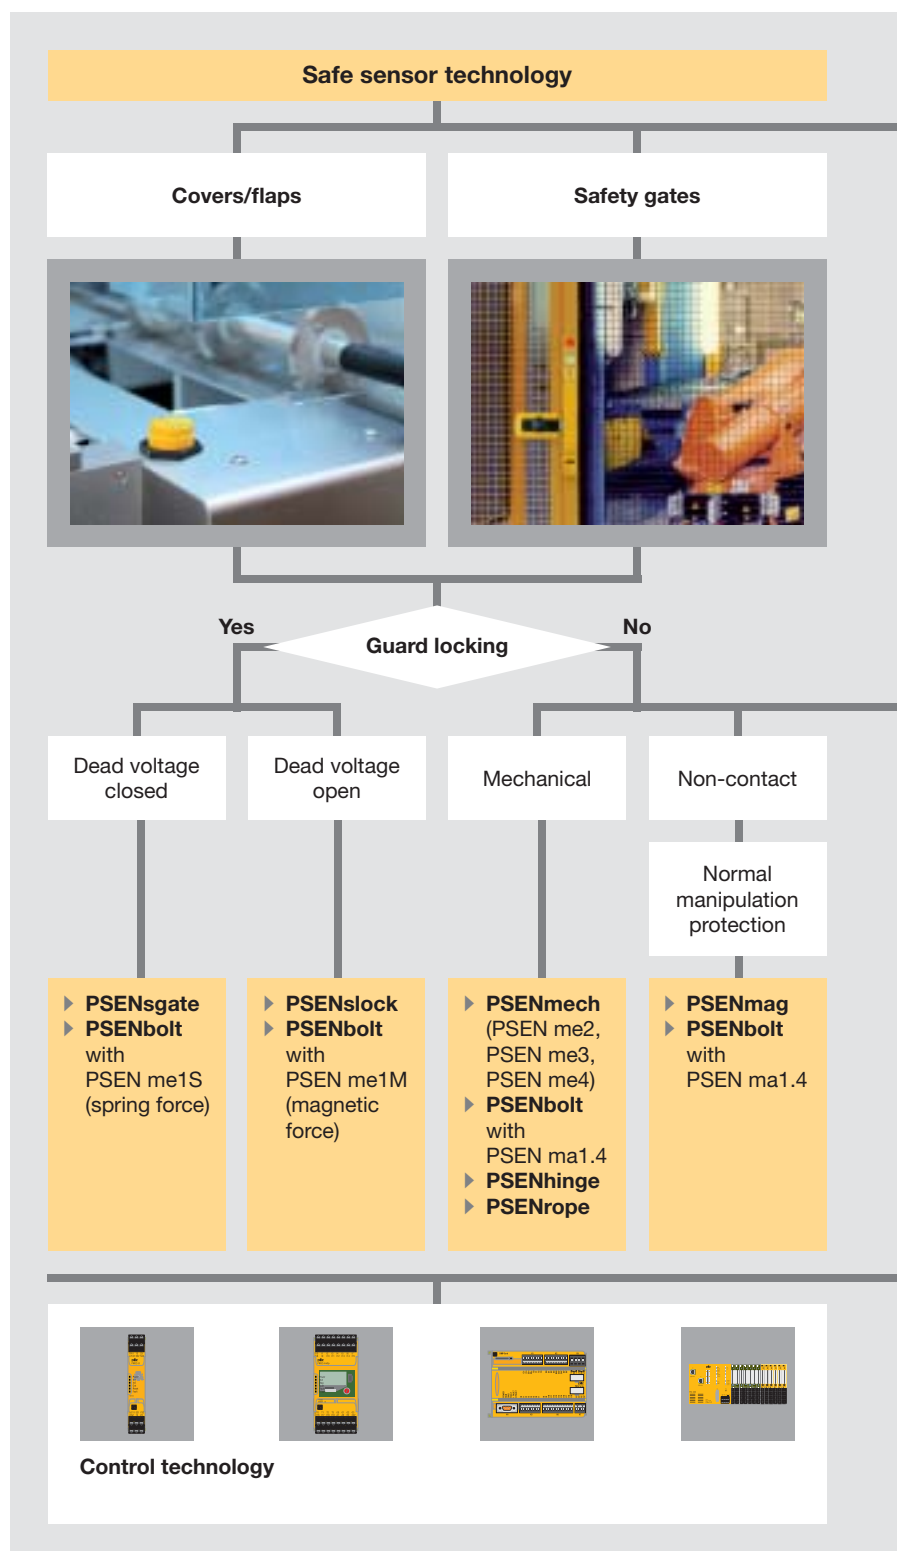 Safe sensor technology
Covers/flaps
Safety gates
Yes
Guard locking
No
Dead voltage
closed
Dead voltage
open
Mechanical
Non-contact
Normal
manipulation
protection
PSENsgate
PSENbolt
with
PSEN me1S
(spring force)
PSENslock
PSENbolt
with
PSEN me1M
(magnetic
force)
PSENmech
(PSEN me2,
PSEN me3,
PSEN me4)
PSENbolt
with
PSEN ma1.4
PSENhinge
PSENrope
PSENmag
PSENbolt
with
PSEN ma1.4
Control technology